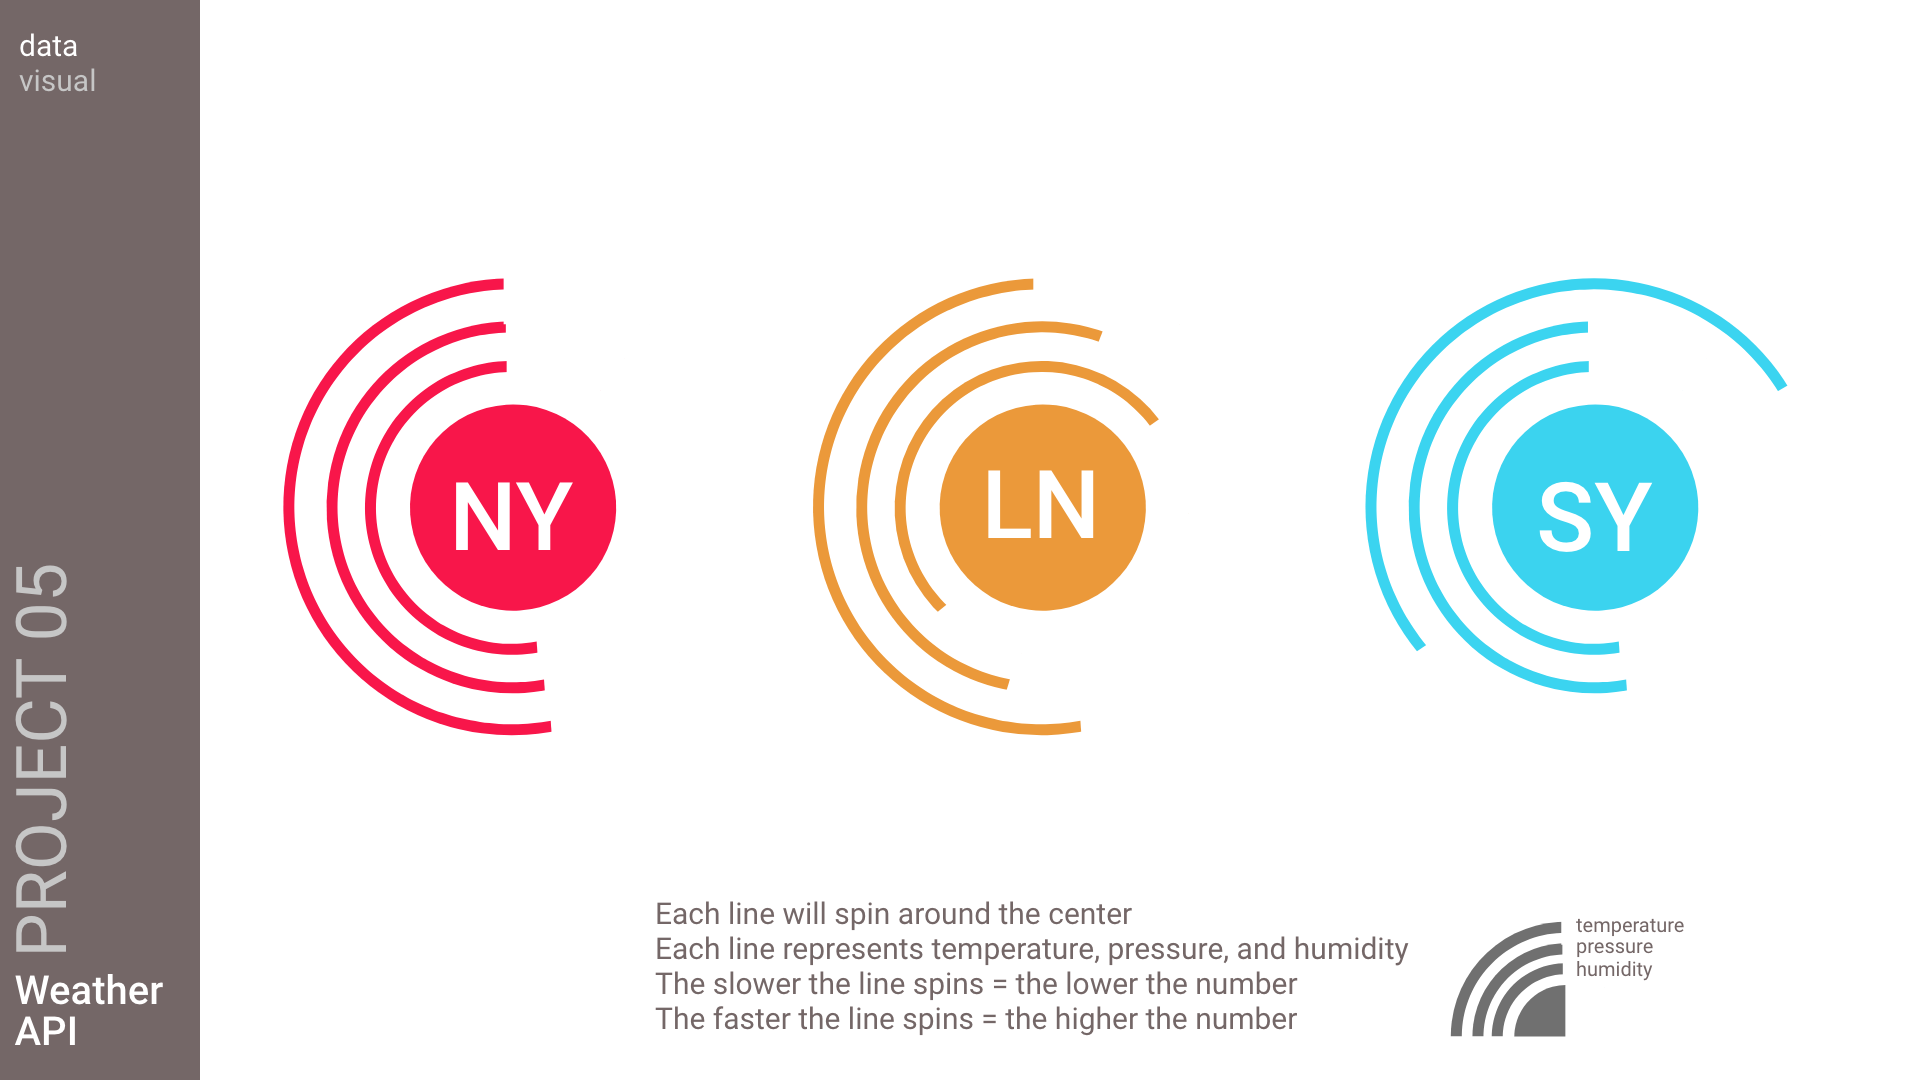 data
visual
PROJECT 05
Weather
API
NY
LN
SY
Each line will spin around the center
Each line represents temperature, pressure, and humidity
The slower the line spins = the lower the number
The faster the line spins = the higher the number
temperature
pressure
humidity